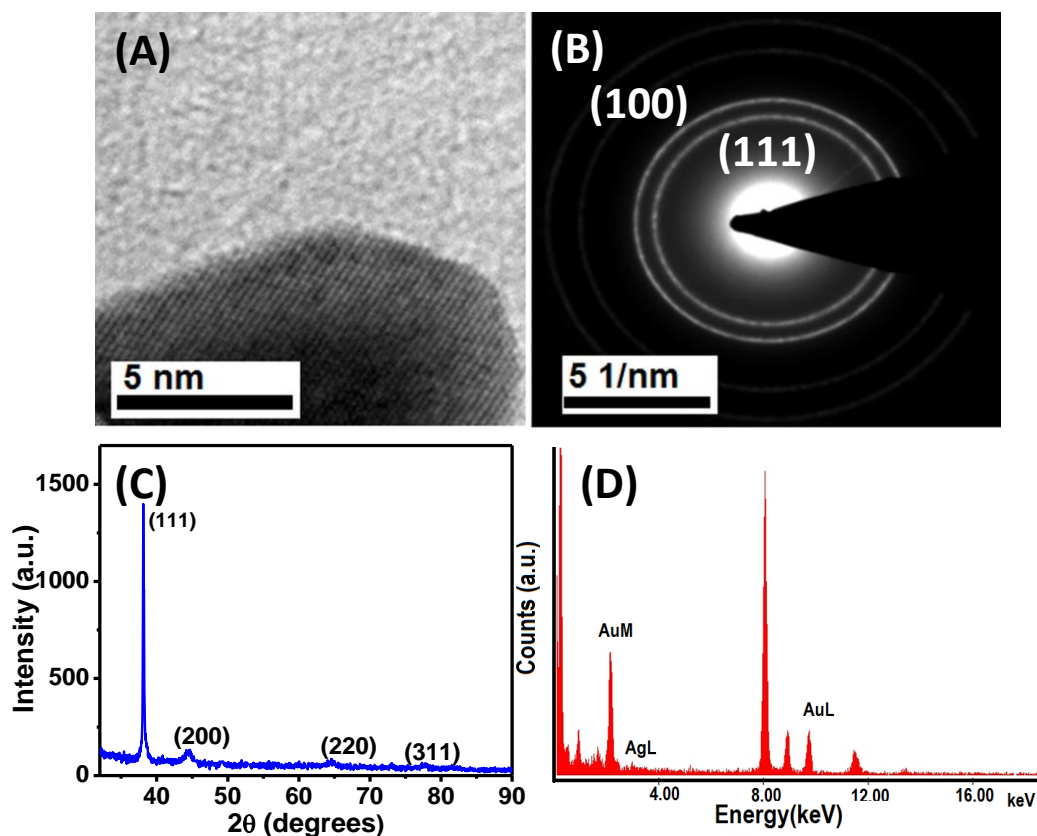 (A)
5 nm
(B)
(100)
(111)
5 1/nm
(C)
(111)
(200)
(220)
(311)
1500
1000
500
0
40 50 60 70 80 90
Intensity (a.u.)
2θ (degrees)
(D)
AuM
AgL
AuL
Counts (a.u.)
4.00 8.00 12.00 16.00 keV
Energy(keV)